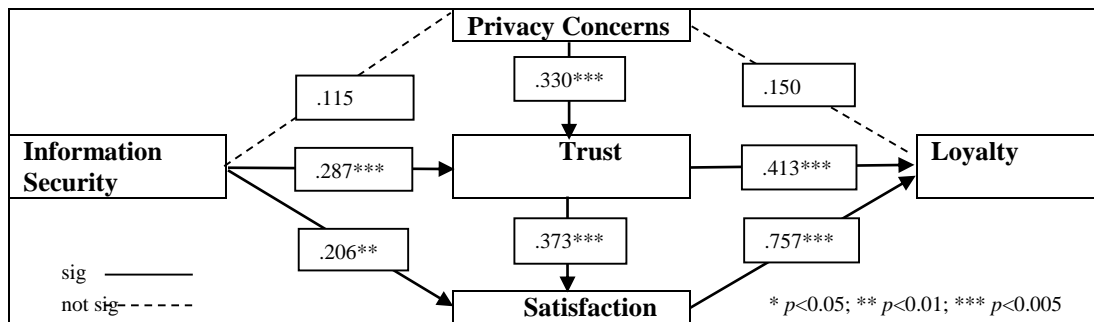 Privacy Concerns
.330***
.115
.150
Information
Security
Trust
Loyalty
.287***
.413***
.206**
.373***
.757***
sig
not sig
Satisfaction
* p<0.05; ** p<0.01; *** p<0.005